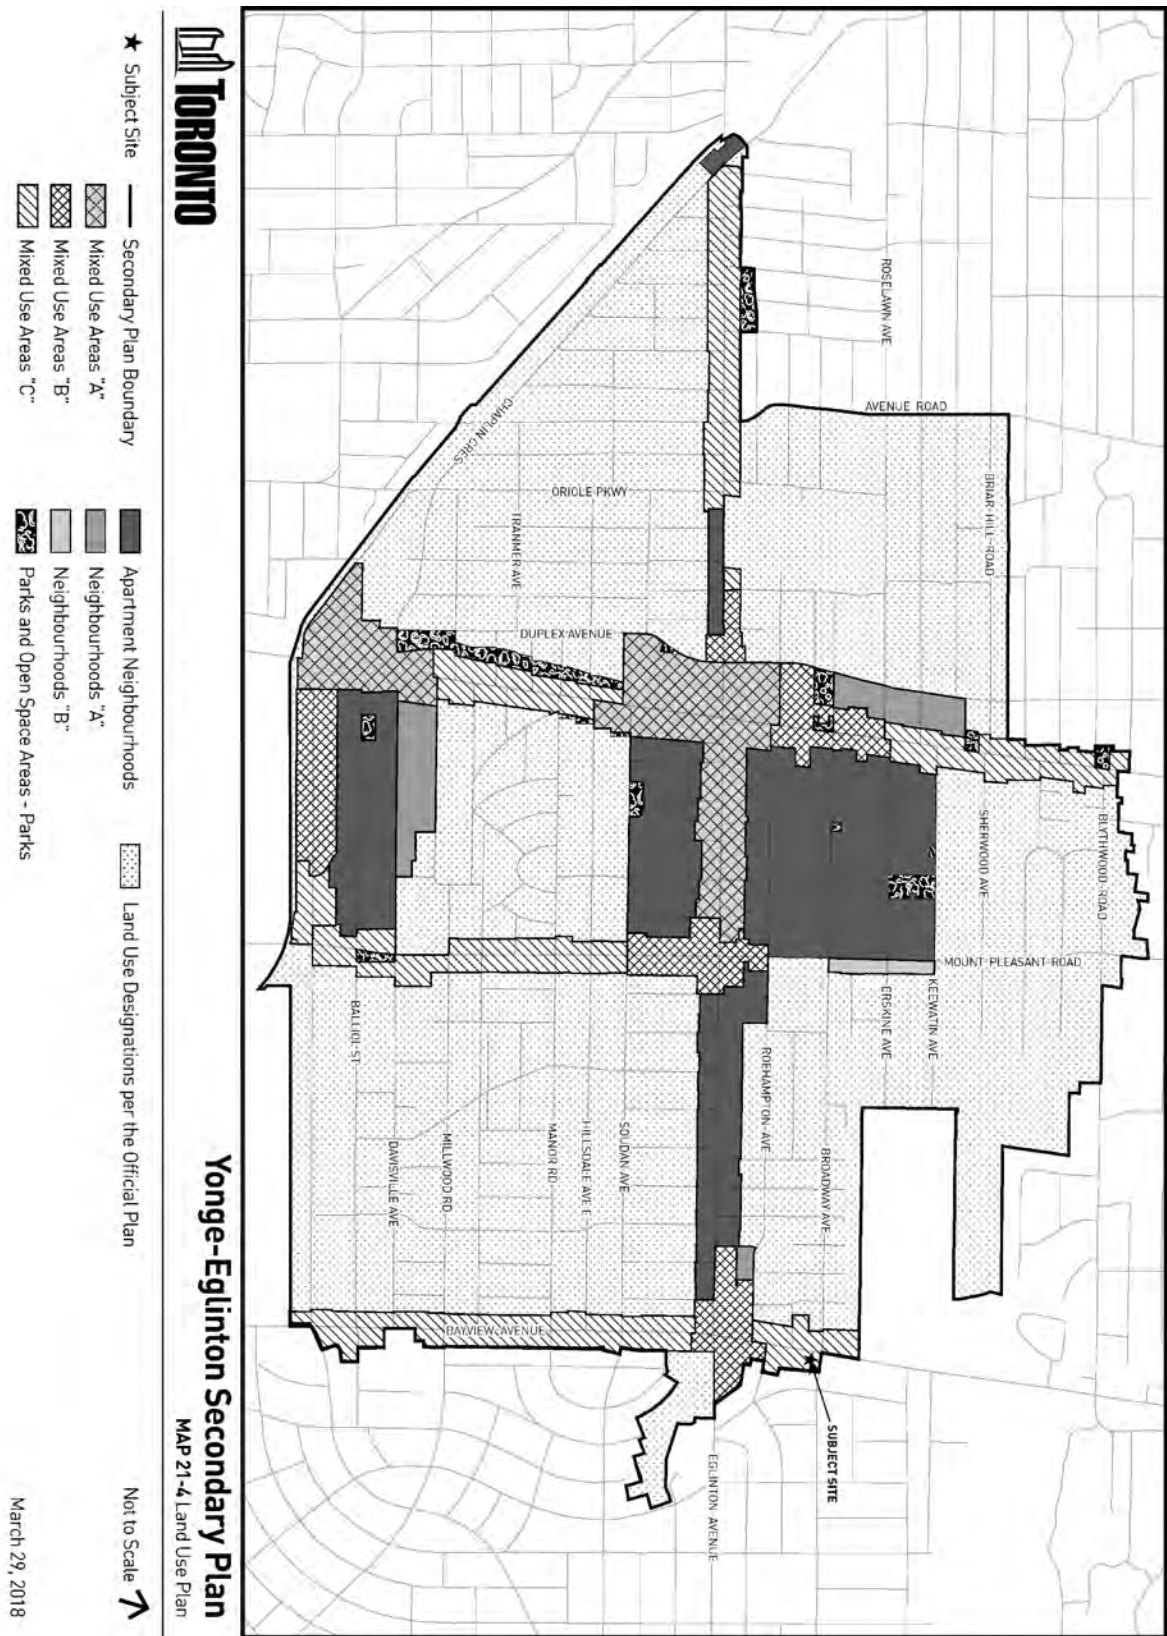 ROSELAWN AVE
AVENUE ROAD
BRIAR-HILL-ROAD
CHAPLIN CRES
ORIOLE PKWY
TRANMER AVE
DUPLEX AVENUE
SHERWOOD AVE
BLYTHWOOD ROAD
MOUNT-PLEASANT-ROAD
KEEWATIN AVE
ERSKINE AVE
BALLIOL-ST
ROEHAMPTON-AVE
DAVISVILLE AVE
MILLWOOD RD
MANOR RD
HILLSDALE AVE E
SOUDAN AVE
BROADWAY AVE
BAYVIEW-AVENUE
SUBJECT SITE
EGLINTON AVENUE
TORONTO
Yonge-Eglinton Secondary Plan
MAP 21-4 Land Use Plan
Subject Site
Secondary Plan Boundary
Mixed Use Areas "A"
Mixed Use Areas "B"
Mixed Use Areas "C"
Apartment Neighbourhoods
Neighbourhoods "A"
Neighbourhoods "B"
Parks and Open Space Areas - Parks
Land Use Designations per the Official Plan
Not to Scale
March 29, 2018